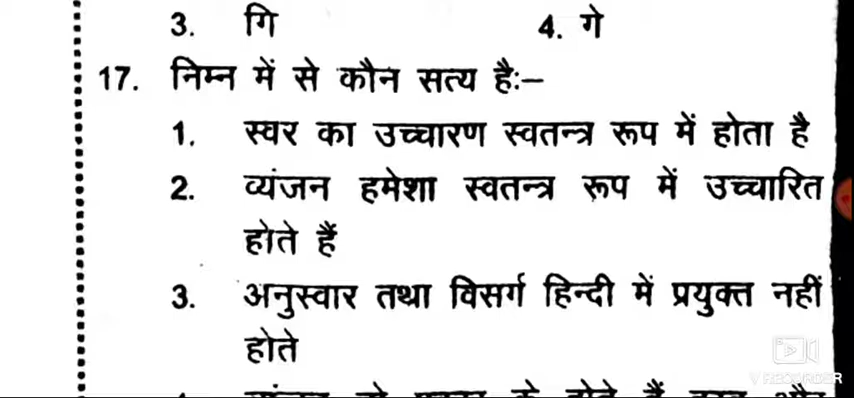 3. गि 4. गे
17. निम्न में से कौन सत्य हैः–
1. स्वर का उच्चारण स्वतन्त्र रूप में होता है
2. व्यंजन हमेशा स्वतन्त्र रूप में उच्चारित
होते हैं
3. अनुस्वार तथा विसर्ग हिन्दी में प्रयुक्त नहीं
होते
V RECORDER